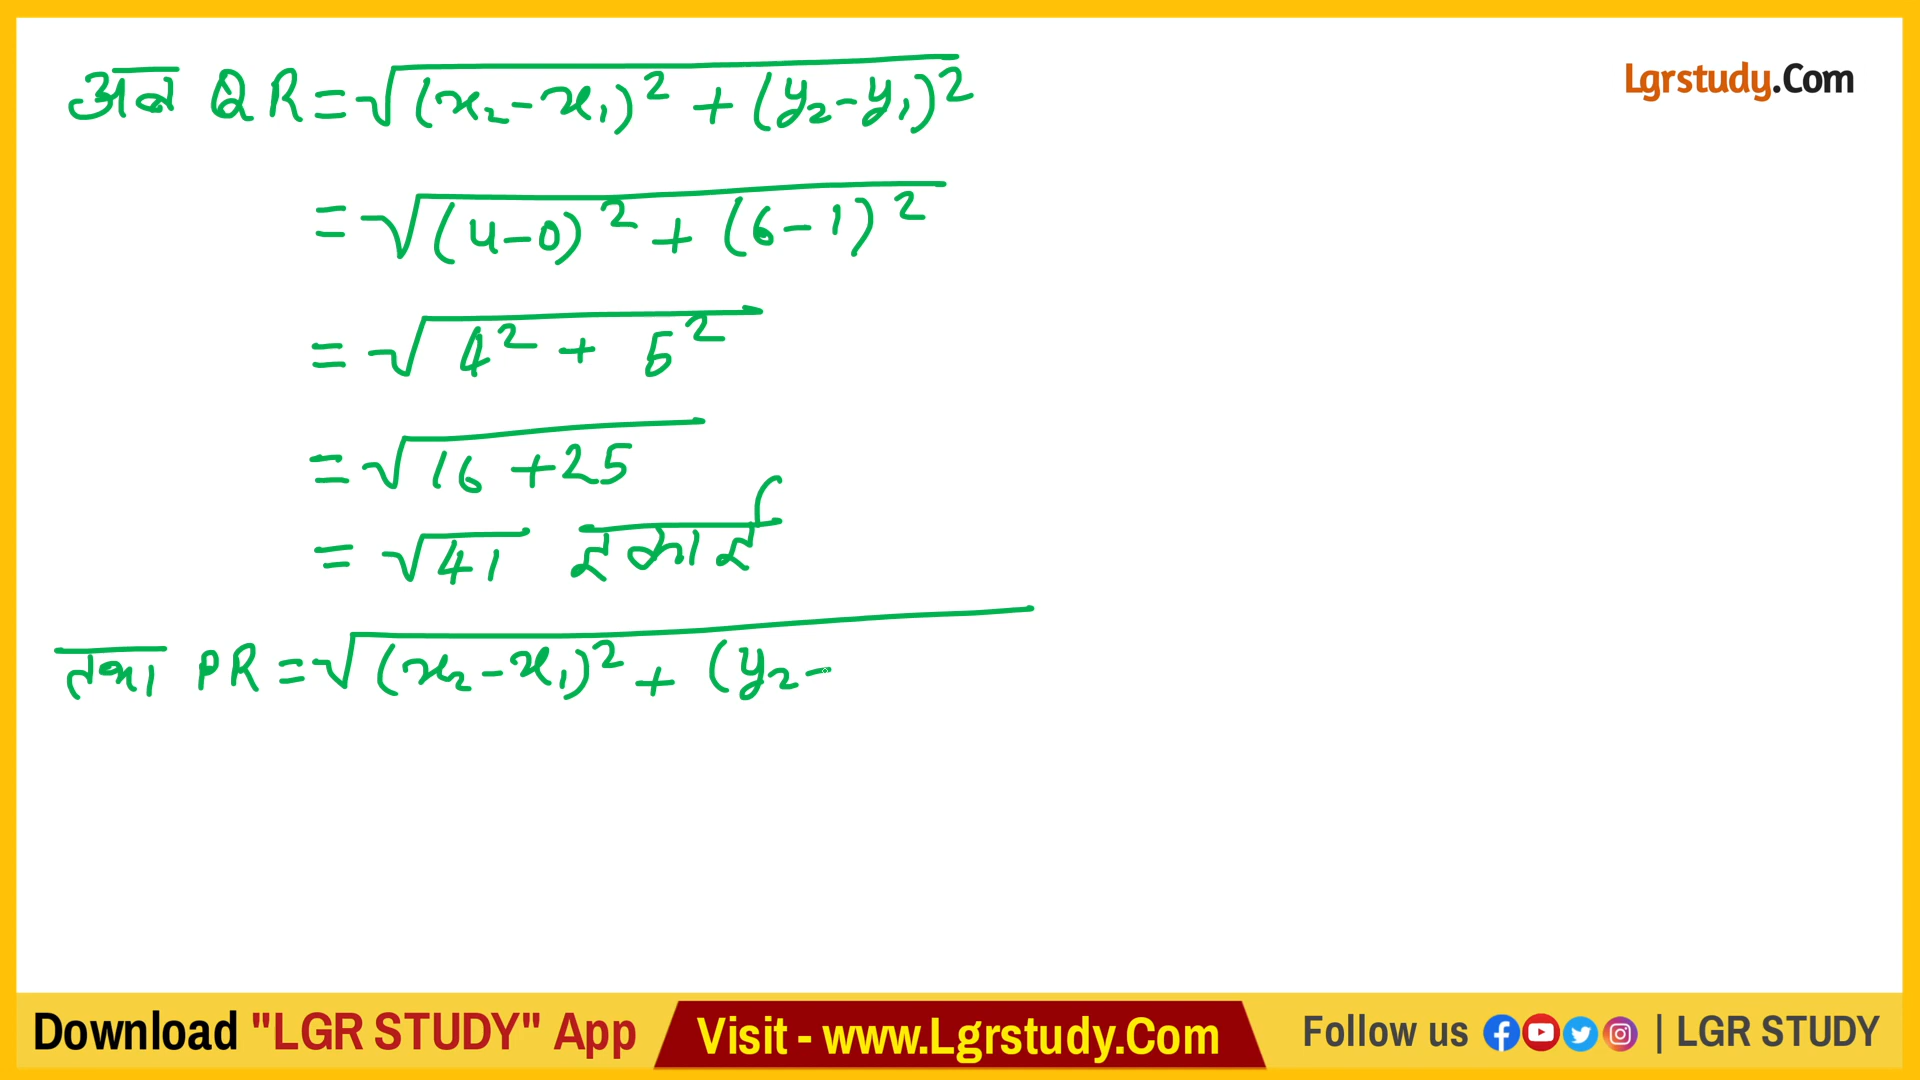 अब QR = √(x₂-x₁)² + (y₂-y₁)²
Lgrstudy.Com
= √(4-0)² + (6-1)²
= √4² + 5²
= √16 + 25
= √41 इकाई
तथा PR = √(x₂-x₁)² + (y₂-
Download "LGR STUDY" App
Visit - www.Lgrstudy.Com
Follow us | LGR STUDY